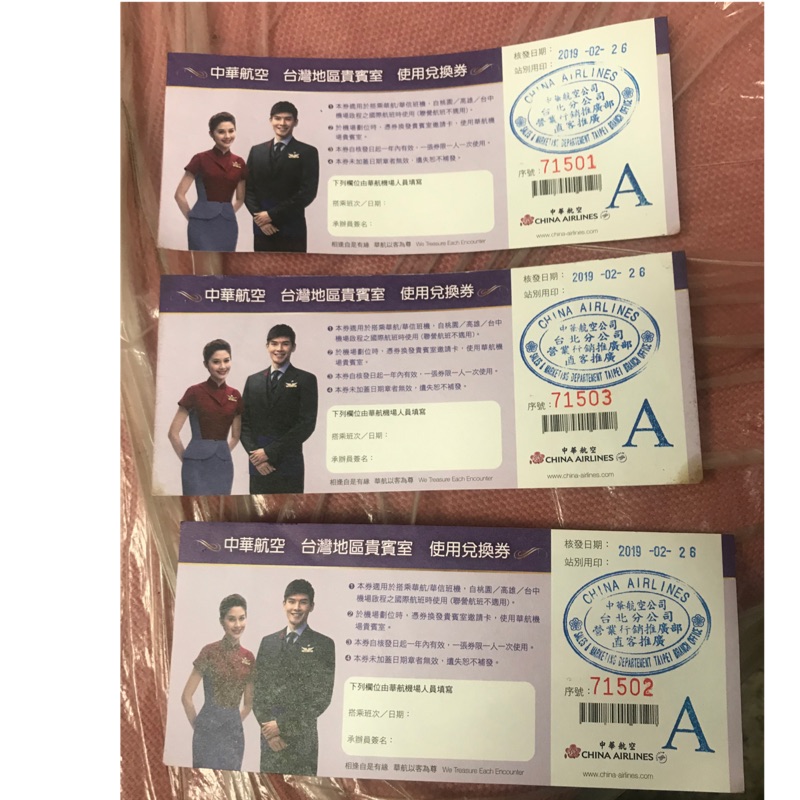 中華航空 台灣地區貴賓室 使用兌換券
❶ 本券適用於搭乘華航/華信班機，自桃園／高雄／台中
機場啟程之國際航班時使用(聯營航班不適用)。
❷ 於機場劃位時，憑券換發貴賓室邀請卡，使用華航機
場貴賓室。
❸ 本券自核發日起一年內有效，一張券限一人一次使用。
❹ 本券未加蓋日期章者無效，遺失恕不補發。
下列欄位由華航機場人員填寫
搭乘班次／日期：
承辦員簽名：
相逢自是有緣 華航以客為尊 We Treasure Each Encounter
核發日期： 2019 -02- 26
站別用印：
CHINA AIRLINES
中華航空公司
台北分公司
營業行銷推廣部
直客推廣
SALES & MARKETING DEPARTEMENT TAIPEI BRANCH OFFICE
序號：71501
A
中華航空
CHINA AIRLINES
www.china-airlines.com
中華航空 台灣地區貴賓室 使用兌換券
❶ 本券適用於搭乘華航/華信班機，自桃園／高雄／台中
機場啟程之國際航班時使用(聯營航班不適用)。
❷ 於機場劃位時，憑券換發貴賓室邀請卡，使用華航機
場貴賓室。
❸ 本券自核發日起一年內有效，一張券限一人一次使用。
❹ 本券未加蓋日期章者無效，遺失恕不補發。
下列欄位由華航機場人員填寫
搭乘班次／日期：
承辦員簽名：
相逢自是有緣 華航以客為尊 We Treasure Each Encounter
核發日期： 2019 -02- 26
站別用印：
CHINA AIRLINES
中華航空公司
台北分公司
營業行銷推廣部
直客推廣
SALES & MARKETING DEPARTEMENT TAIPEI BRANCH OFFICE
序號：71503
A
中華航空
CHINA AIRLINES
www.china-airlines.com
中華航空 台灣地區貴賓室 使用兌換券
❶ 本券適用於搭乘華航/華信班機，自桃園／高雄／台中
機場啟程之國際航班時使用(聯營航班不適用)。
❷ 於機場劃位時，憑券換發貴賓室邀請卡，使用華航機
場貴賓室。
❸ 本券自核發日起一年內有效，一張券限一人一次使用。
❹ 本券未加蓋日期章者無效，遺失恕不補發。
下列欄位由華航機場人員填寫
搭乘班次／日期：
承辦員簽名：
相逢自是有緣 華航以客為尊 We Treasure Each Encounter
核發日期： 2019 -02- 26
站別用印：
CHINA AIRLINES
中華航空公司
台北分公司
營業行銷推廣部
直客推廣
SALES & MARKETING DEPARTEMENT TAIPEI BRANCH OFFICE
序號：71502
A
中華航空
CHINA AIRLINES
www.china-airlines.com